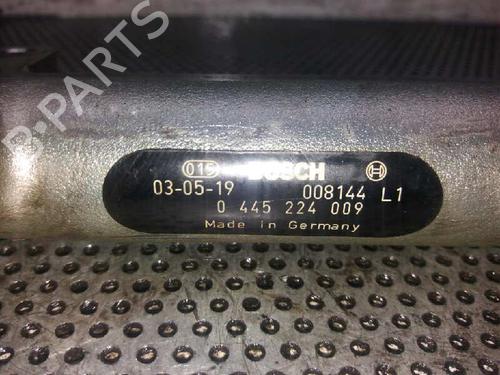 B-PARTS
015 BOSCH
03-05-19 008144 L1
0 445 224 009
Made in Germany